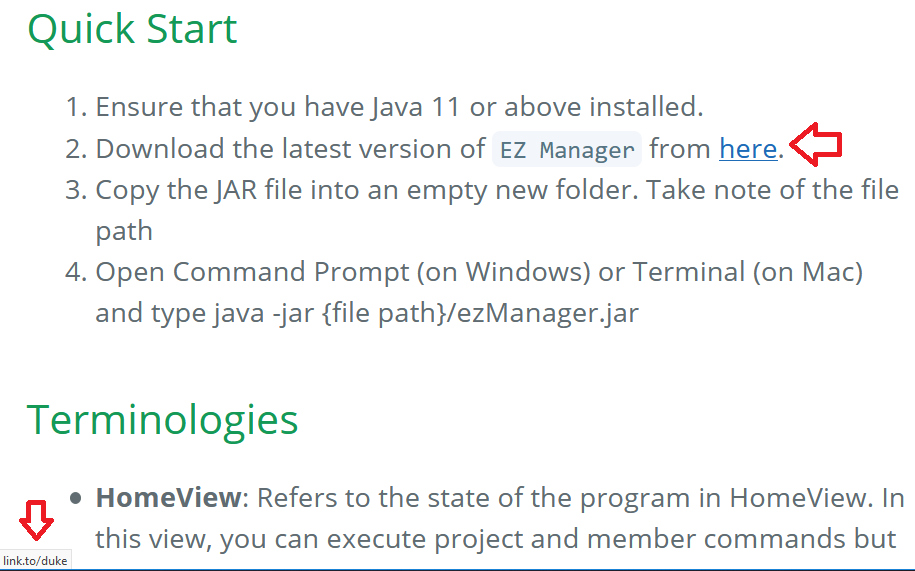 Quick Start
1. Ensure that you have Java 11 or above installed.
2. Download the latest version of EZ Manager from here.
3. Copy the JAR file into an empty new folder. Take note of the file
path
4. Open Command Prompt (on Windows) or Terminal (on Mac)
and type java -jar {file path}/ezManager.jar
Terminologies
• HomeView: Refers to the state of the program in HomeView. In
this view, you can execute project and member commands but
link.to/duke